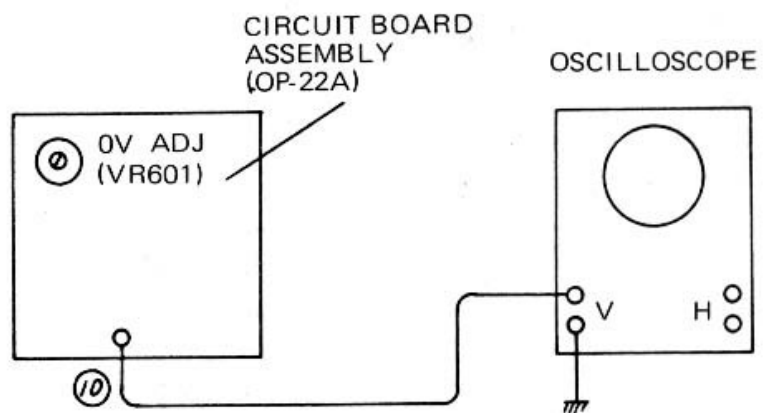 CIRCUIT BOARD
ASSEMBLY
(OP-22A)
OSCILLOSCOPE
0V ADJ
(VR601)
V
H
10